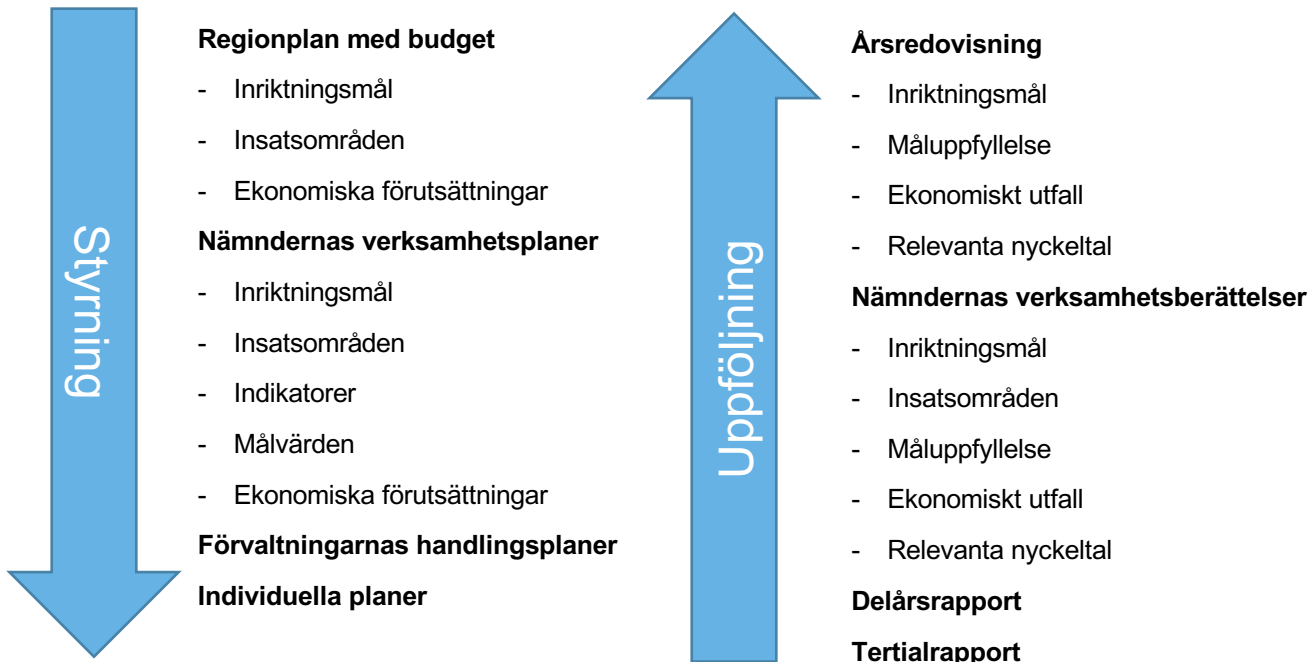 Styrning
Regionplan med budget
- Inriktningsmål
- Insatsområden
- Ekonomiska förutsättningar
Nämndernas verksamhetsplaner
- Inriktningsmål
- Insatsområden
- Indikatorer
- Målvärden
- Ekonomiska förutsättningar
Förvaltningarnas handlingsplaner
Individuella planer
Uppföljning
Årsredovisning
- Inriktningsmål
- Måluppfyllelse
- Ekonomiskt utfall
- Relevanta nyckeltal
Nämndernas verksamhetsberättelser
- Inriktningsmål
- Insatsområden
- Måluppfyllelse
- Ekonomiskt utfall
- Relevanta nyckeltal
Delårsrapport
Tertialrapport